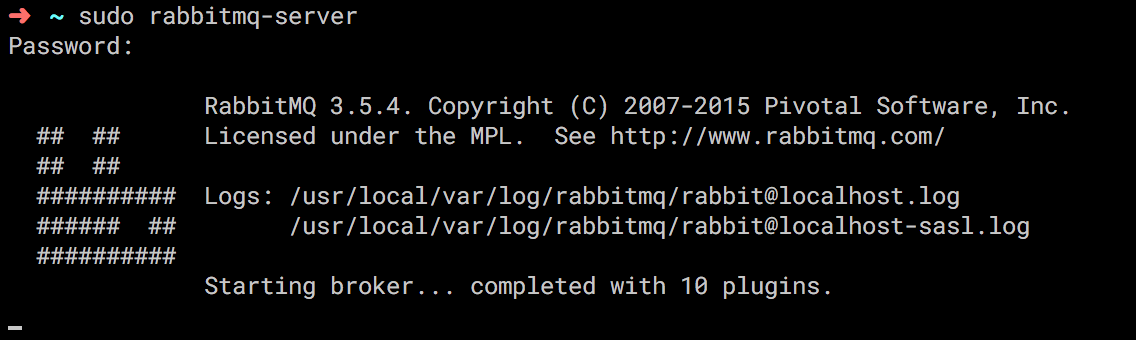 ➜ ~ sudo rabbitmq-server
Password:
RabbitMQ 3.5.4. Copyright (C) 2007-2015 Pivotal Software, Inc.
## ## Licensed under the MPL. See http://www.rabbitmq.com/
## ##
########## Logs: /usr/local/var/log/rabbitmq/rabbit@localhost.log
###### ## /usr/local/var/log/rabbitmq/rabbit@localhost-sasl.log
##########
Starting broker... completed with 10 plugins.